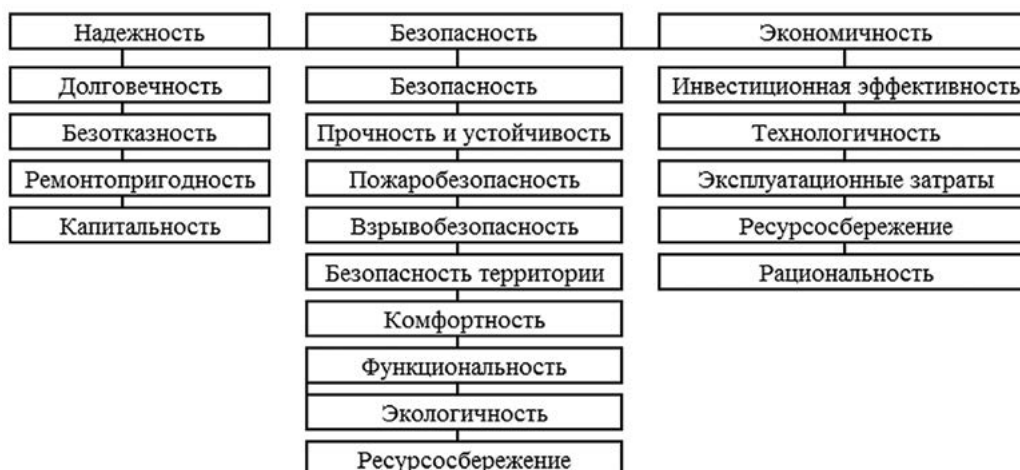 Надежность
Безопасность
Экономичность
Долговечность
Безотказность
Ремонтопригодность
Капитальность
Безопасность
Прочность и устойчивость
Пожаробезопасность
Взрывобезопасность
Безопасность территории
Комфортность
Функциональность
Экологичность
Ресурсосбережение
Инвестиционная эффективность
Технологичность
Эксплуатационные затраты
Ресурсосбережение
Рациональность